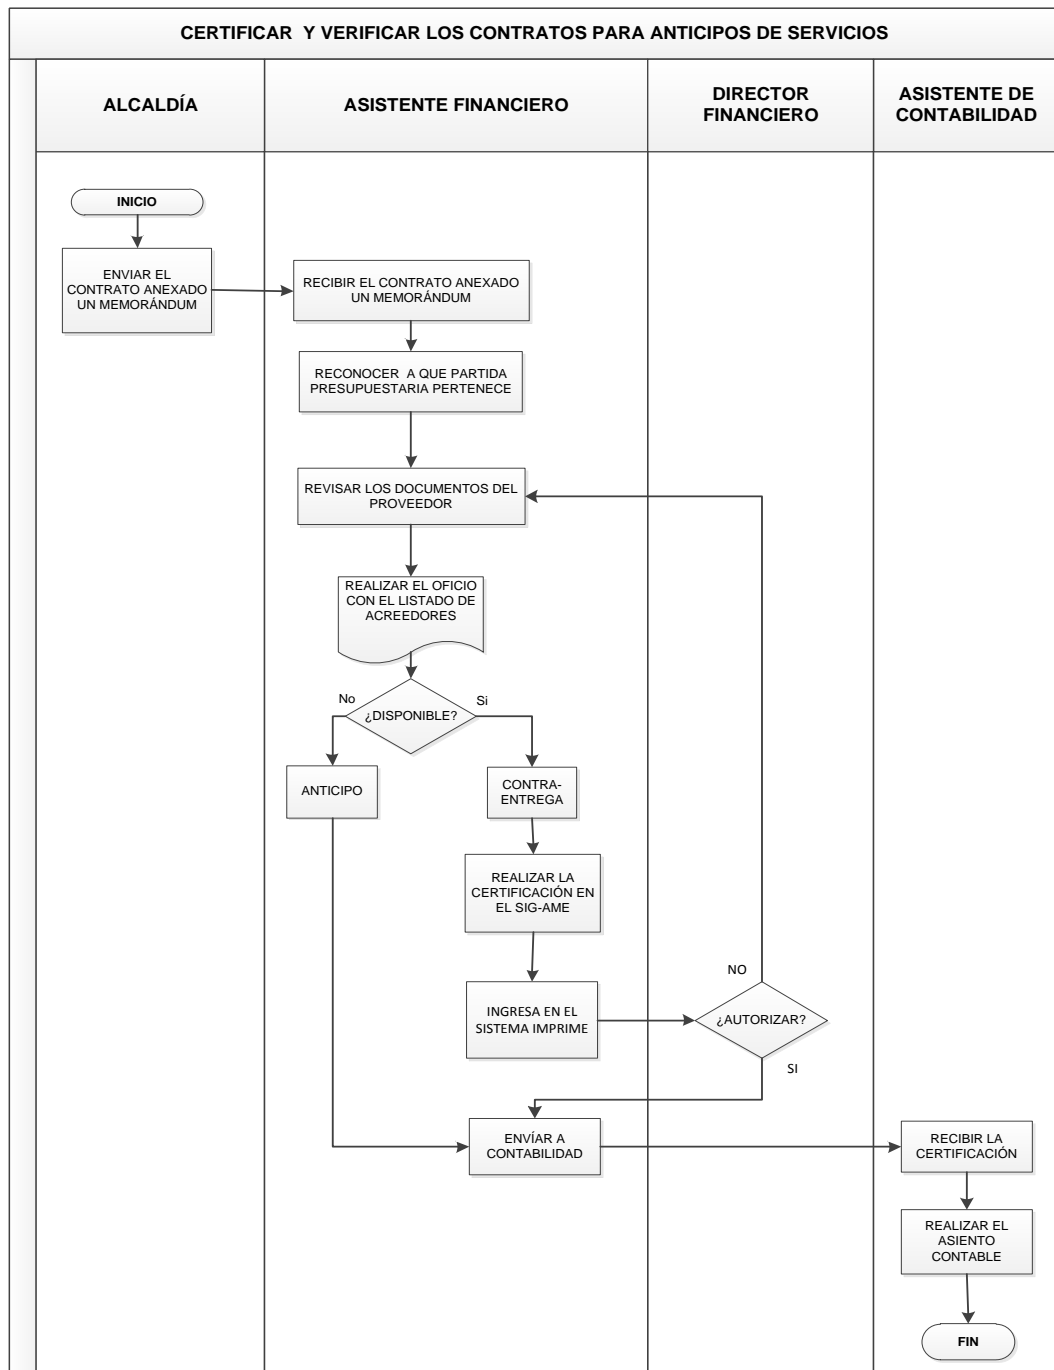 CERTIFICAR  Y VERIFICAR LOS CONTRATOS PARA ANTICIPOS DE SERVICIOS
ALCALDÍA
ASISTENTE FINANCIERO
DIRECTOR
FINANCIERO
ASISTENTE DE
CONTABILIDAD
INICIO
ENVIAR EL
CONTRATO ANEXADO
UN MEMORÁNDUM
RECIBIR EL CONTRATO ANEXADO
UN MEMORÁNDUM
RECONOCER  A QUE PARTIDA
PRESUPUESTARIA PERTENECE
REVISAR LOS DOCUMENTOS DEL
PROVEEDOR
REALIZAR EL OFICIO
CON EL LISTADO DE
ACREEDORES
No
Si
¿DISPONIBLE?
ANTICIPO
CONTRA-
ENTREGA
REALIZAR LA
CERTIFICACIÓN EN
EL SIG-AME
NO
INGRESA EN EL
SISTEMA IMPRIME
¿AUTORIZAR?
SI
ENVÍAR A
CONTABILIDAD
RECIBIR LA
CERTIFICACIÓN
REALIZAR EL
ASIENTO
CONTABLE
FIN